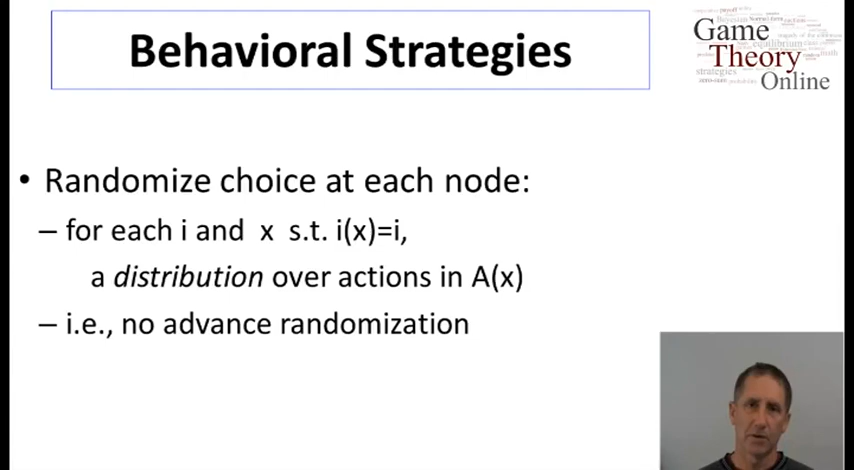 Behavioral Strategies
Game
Theory
Online
• Randomize choice at each node:
– for each i and x s.t. i(x)=i,
a distribution over actions in A(x)
– i.e., no advance randomization